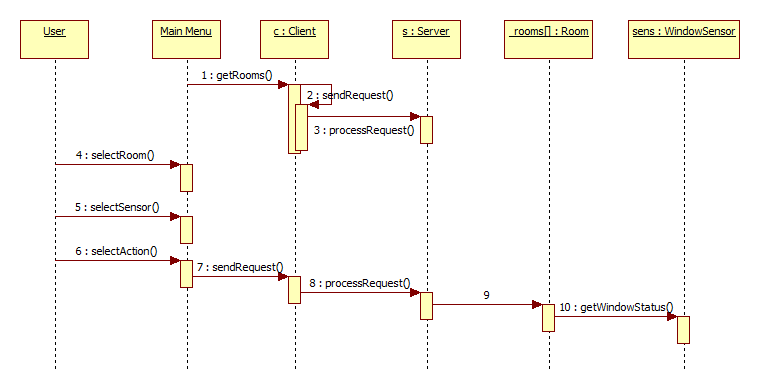 User
Main Menu
c : Client
s : Server
rooms[] : Room
sens : WindowSensor
1 : getRooms()
2 : sendRequest()
3 : processRequest()
4 : selectRoom()
5 : selectSensor()
6 : selectAction()
7 : sendRequest()
8 : processRequest()
9
10 : getWindowStatus()